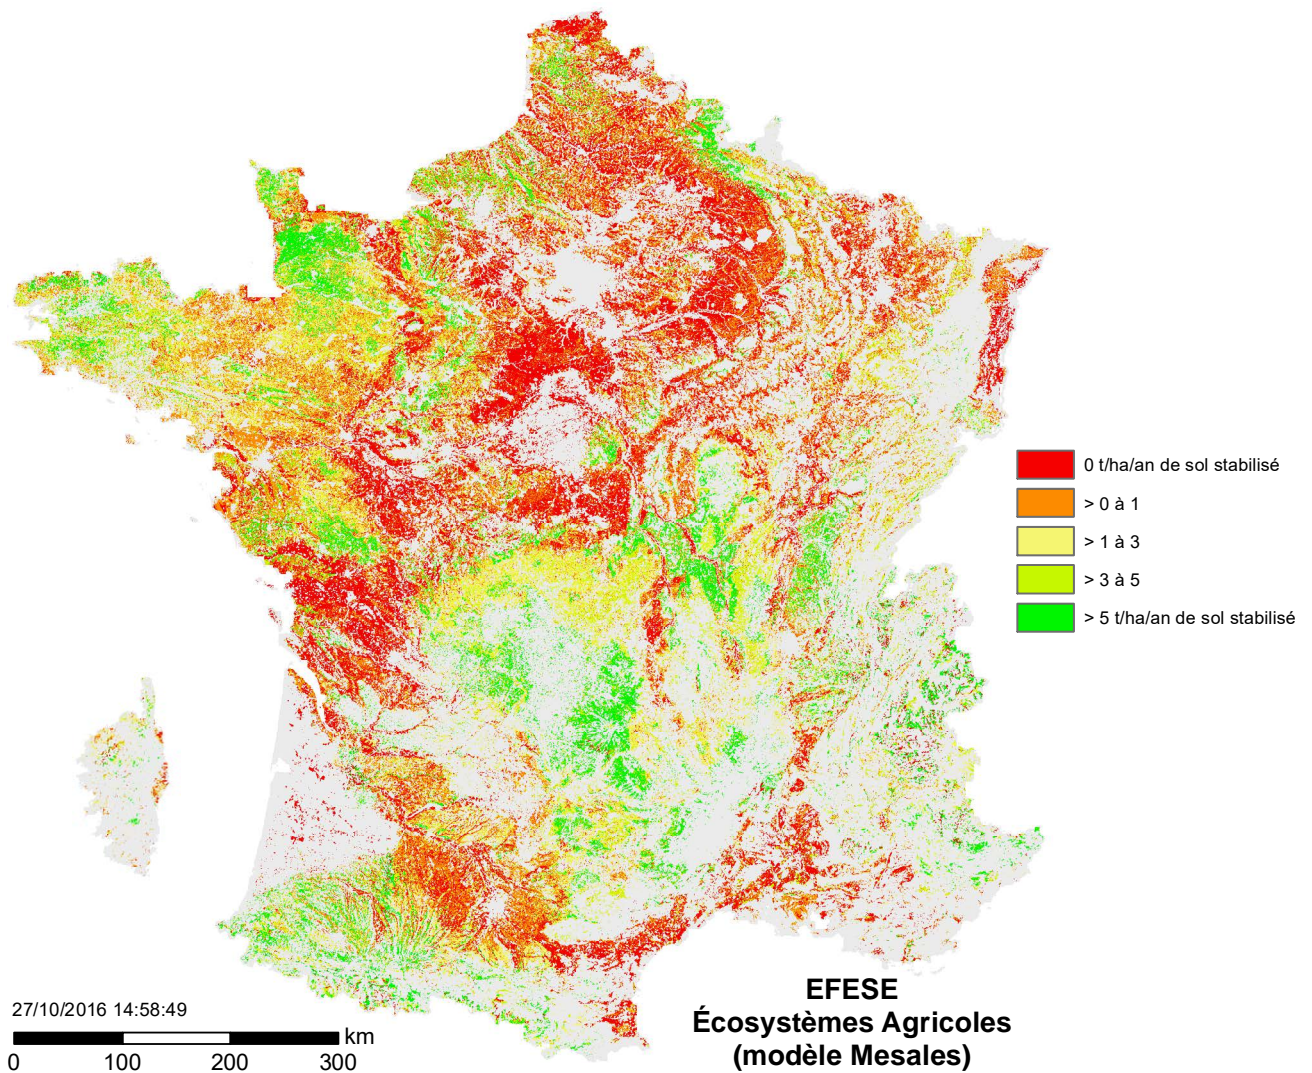 0 t/ha/an de sol stabilisé
> 0 à 1
> 1 à 3
> 3 à 5
> 5 t/ha/an de sol stabilisé
EFESE
Écosystèmes Agricoles
(modèle Mesales)
27/10/2016 14:58:49
km
0 100 200 300